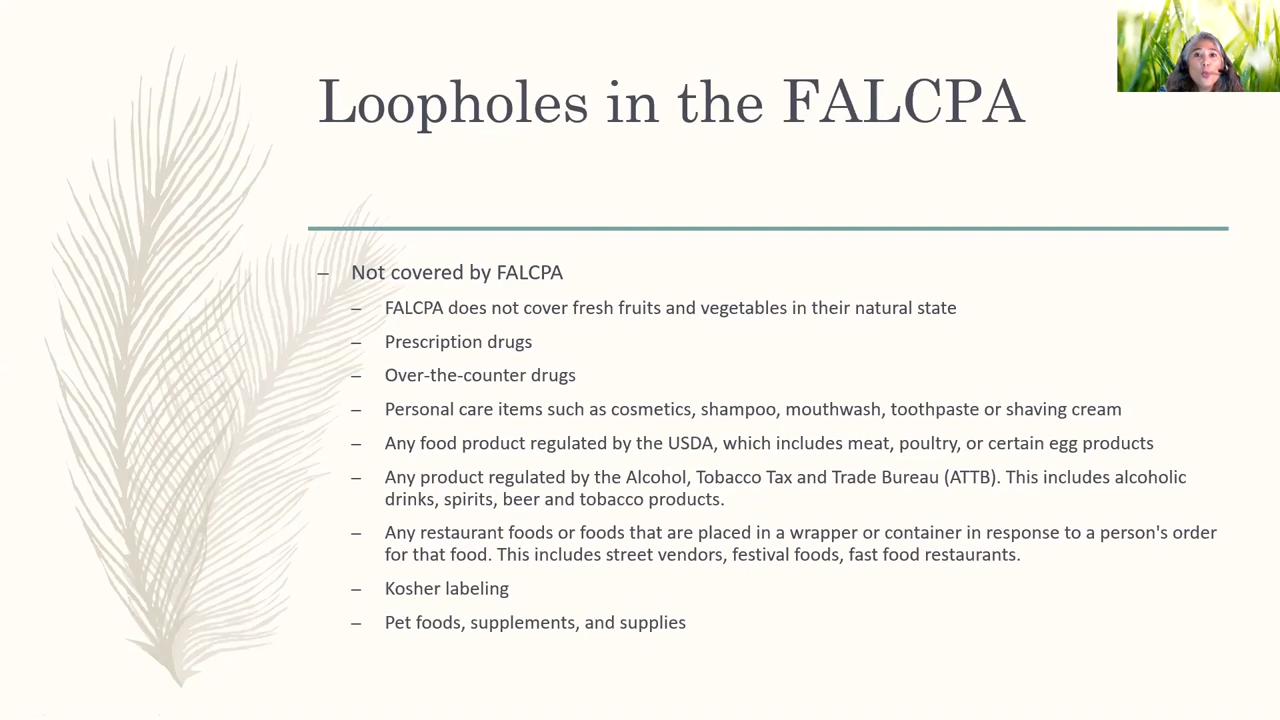 Loopholes in the FALCPA
– Not covered by FALCPA
– FALCPA does not cover fresh fruits and vegetables in their natural state
– Prescription drugs
– Over-the-counter drugs
– Personal care items such as cosmetics, shampoo, mouthwash, toothpaste or shaving cream
– Any food product regulated by the USDA, which includes meat, poultry, or certain egg products
– Any product regulated by the Alcohol, Tobacco Tax and Trade Bureau (ATTB). This includes alcoholic
drinks, spirits, beer and tobacco products.
– Any restaurant foods or foods that are placed in a wrapper or container in response to a person's order
for that food. This includes street vendors, festival foods, fast food restaurants.
– Kosher labeling
– Pet foods, supplements, and supplies